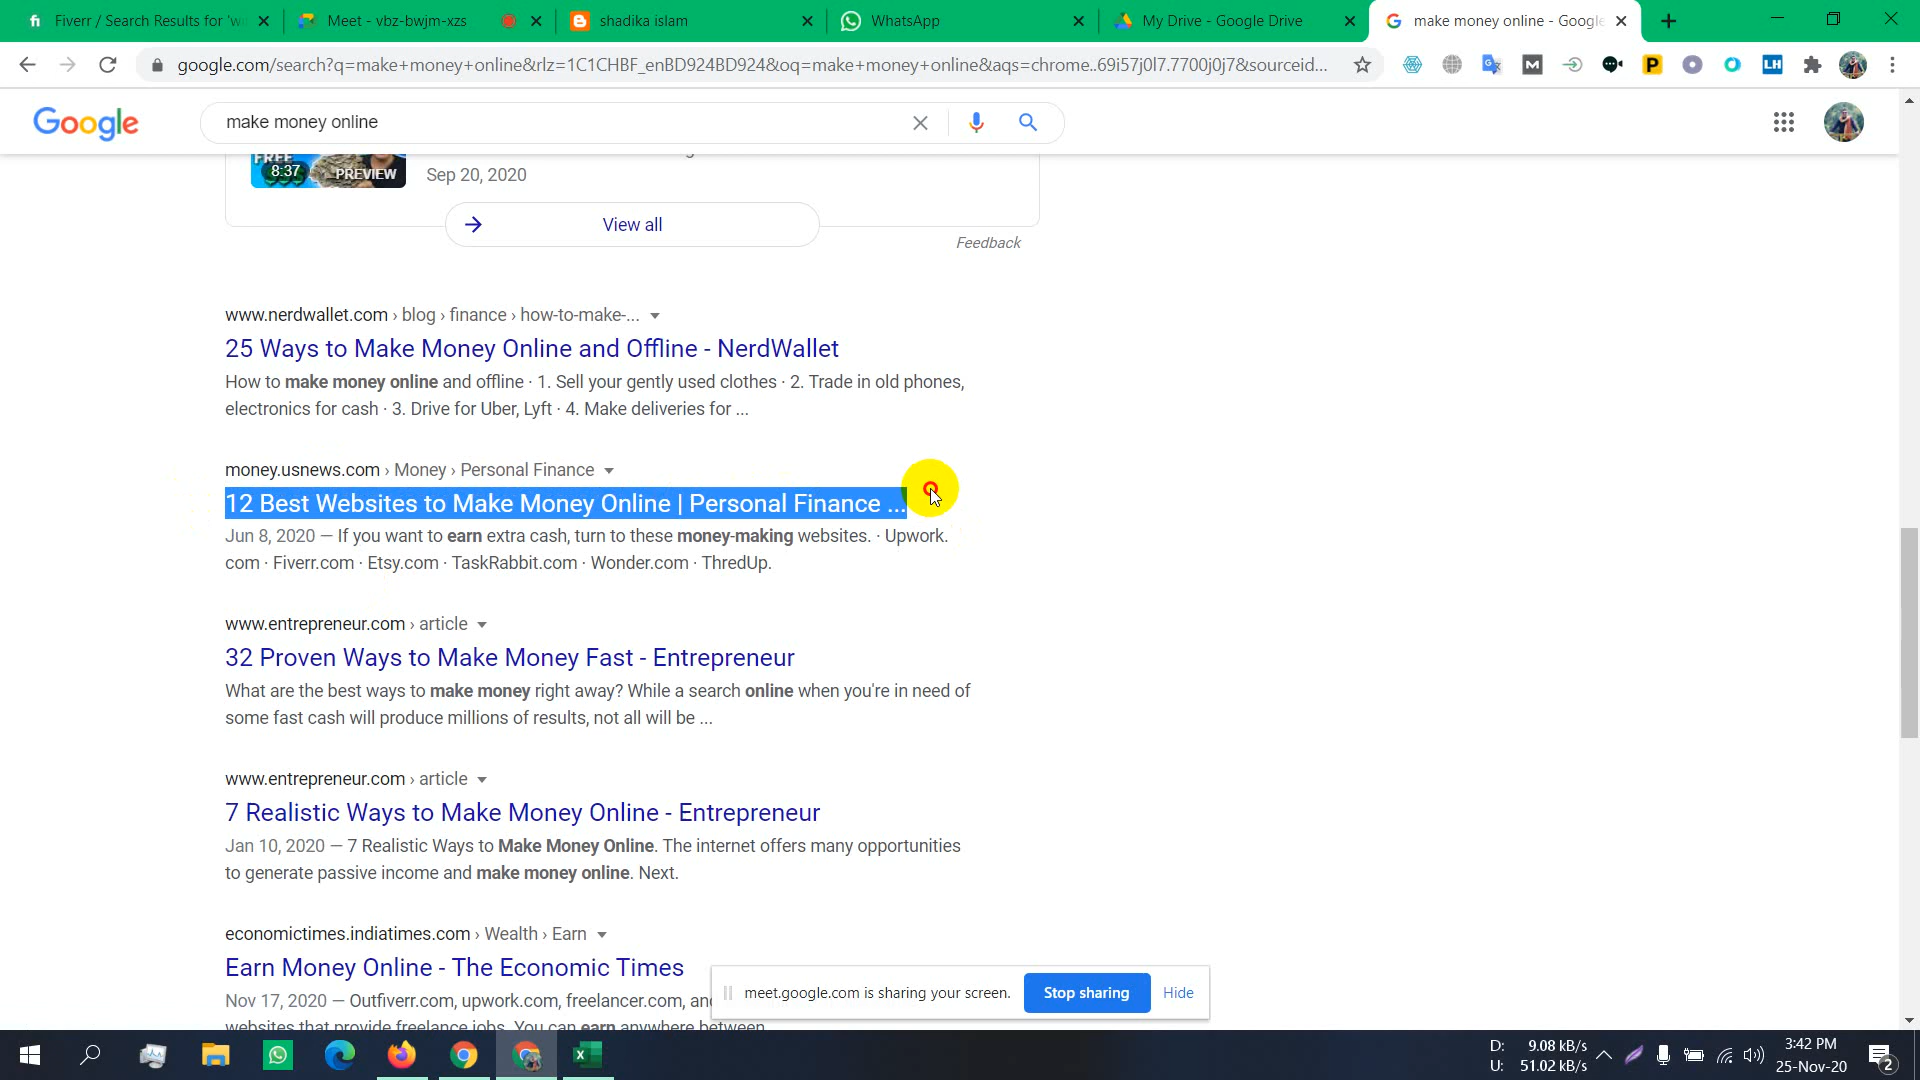 Fiverr / Search Results for 'w
Meet - vbz-bwjm-xzs
shadika islam
WhatsApp
My Drive - Google Drive
make money online - Google
google.com/search?q=make+money+online&rlz=1C1CHBF_enBD924BD924&oq=make+money+online&aqs=chrome..69i57j0l7.7700j0j7&sourceid...
Google
make money online
FREE
8:37
PREVIEW
Sep 20, 2020
View all
Feedback
www.nerdwallet.com › blog › finance › how-to-make-...
25 Ways to Make Money Online and Offline - NerdWallet
How to make money online and offline · 1. Sell your gently used clothes · 2. Trade in old phones,
electronics for cash · 3. Drive for Uber, Lyft · 4. Make deliveries for ...
money.usnews.com › Money › Personal Finance
12 Best Websites to Make Money Online | Personal Finance ...
Jun 8, 2020 — If you want to earn extra cash, turn to these money-making websites. · Upwork.
com · Fiverr.com · Etsy.com · TaskRabbit.com · Wonder.com · ThredUp.
www.entrepreneur.com › article
32 Proven Ways to Make Money Fast - Entrepreneur
What are the best ways to make money right away? While a search online when you're in need of
some fast cash will produce millions of results, not all will be ...
www.entrepreneur.com › article
7 Realistic Ways to Make Money Online - Entrepreneur
Jan 10, 2020 — 7 Realistic Ways to Make Money Online. The internet offers many opportunities
to generate passive income and make money online. Next.
economictimes.indiatimes.com › Wealth › Earn
Earn Money Online - The Economic Times
Nov 17, 2020 — Outfiverr.com, upwork.com, freelancer.com, and
websites that provide freelance jobs. You can earn anywhere between
meet.google.com is sharing your screen.
Stop sharing
Hide
D: 9.08 kB/s
U: 51.02 kB/s
3:42 PM
25-Nov-20
2